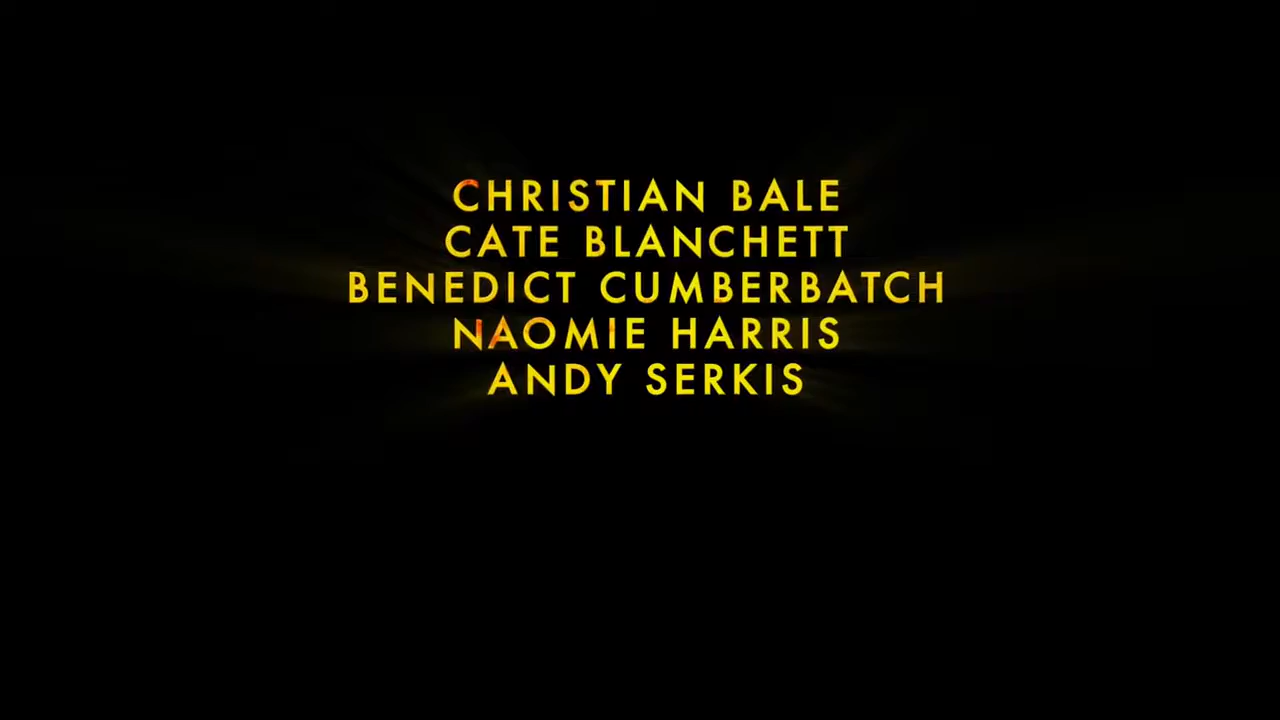 CHRISTIAN BALE
CATE BLANCHETT
BENEDICT CUMBERBATCH
NAOMIE HARRIS
ANDY SERKIS